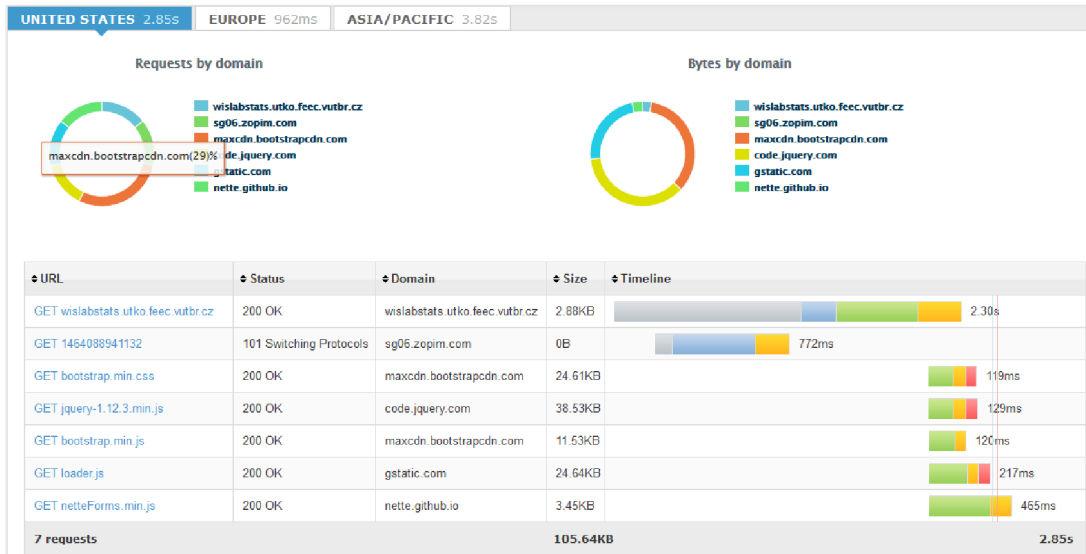 UNITED STATES 2.85s EUROPE 962ms ASIA/PACIFIC 3.82s
Requests by domain
wislabstats.utko.feec.vutbr.cz
sg06.zopim.com
maxcdn.bootstrapcdn.com
maxcdn.bootstrapcdn.com(29)%
code.jquery.com
gstatic.com
nette.github.io
Bytes by domain
wislabstats.utko.feec.vutbr.cz
sg06.zopim.com
maxcdn.bootstrapcdn.com
code.jquery.com
gstatic.com
nette.github.io
URL Status Domain Size Timeline
GET wislabstats.utko.feec.vutbr.cz 200 OK wislabstats.utko.feec.vutbr.cz 2.88KB 2.30s
GET 1464088941132 101 Switching Protocols sg06.zopim.com 0B 772ms
GET bootstrap.min.css 200 OK maxcdn.bootstrapcdn.com 24.61KB 119ms
GET jquery-1.12.3.min.js 200 OK code.jquery.com 38.53KB 129ms
GET bootstrap.min.js 200 OK maxcdn.bootstrapcdn.com 11.53KB 120ms
GET loader.js 200 OK gstatic.com 24.64KB 217ms
GET netteForms.min.js 200 OK nette.github.io 3.45KB 465ms
7 requests 105.64KB 2.85s